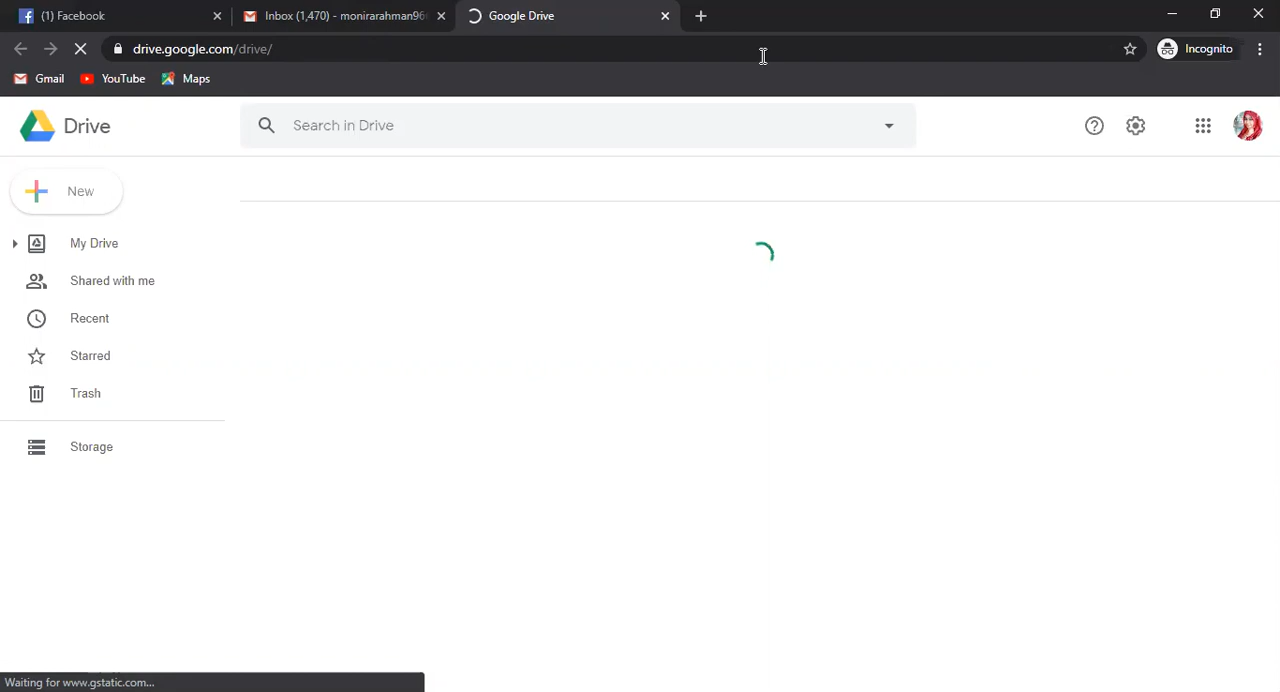 (1) Facebook
Inbox (1,470) - monirarahman96
Google Drive
drive.google.com/drive/
Incognito
Gmail
YouTube
Maps
Drive
Search in Drive
New
My Drive
Shared with me
Recent
Starred
Trash
Storage
Waiting for www.gstatic.com...